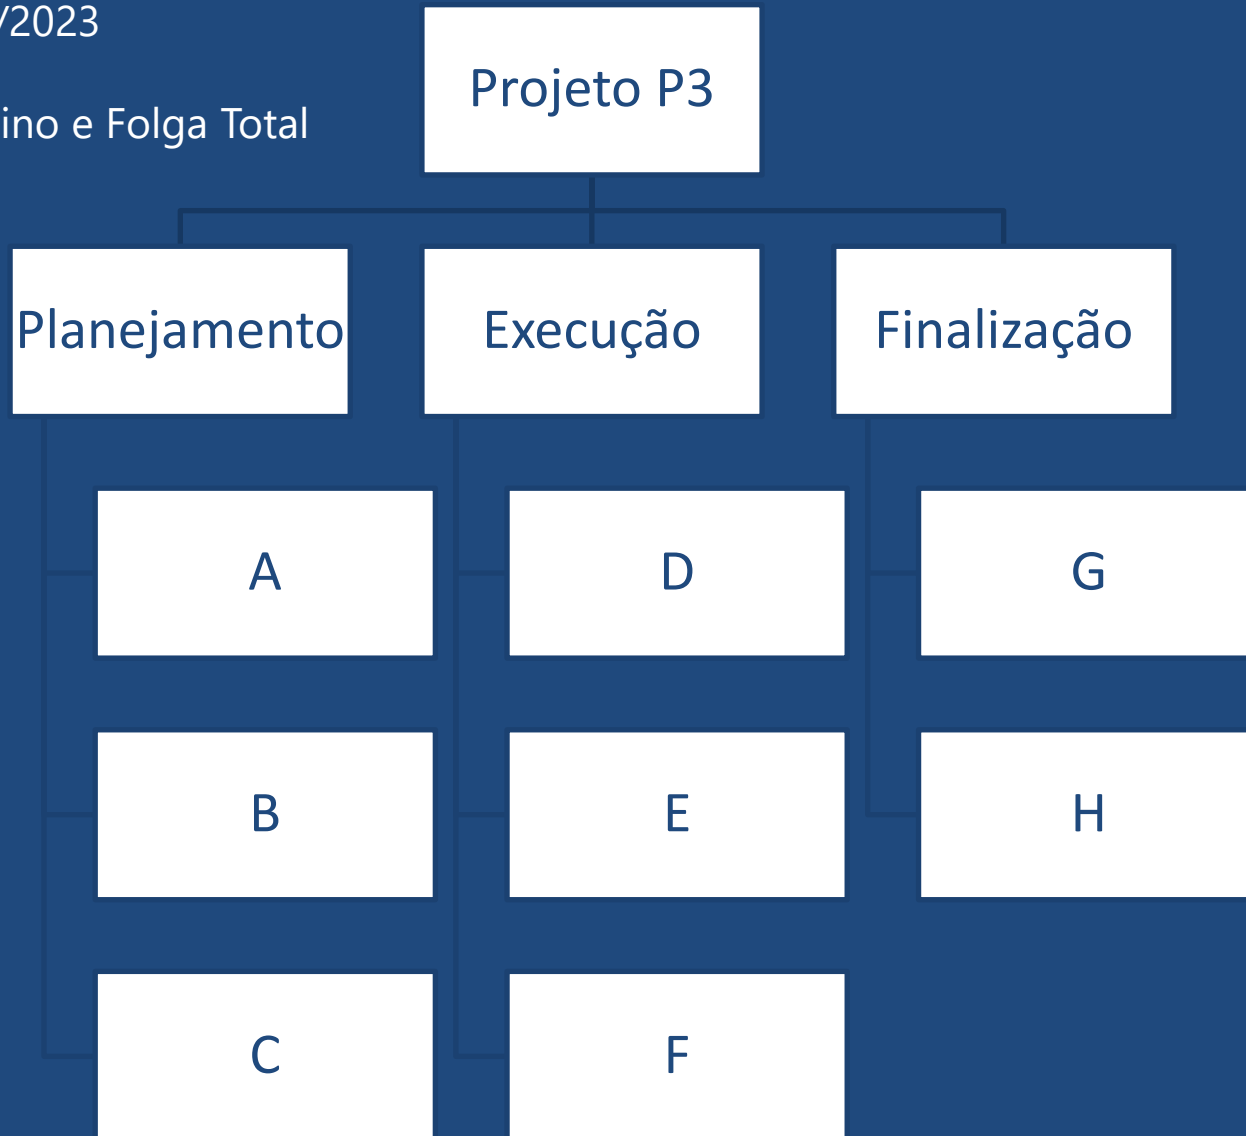 /2023
ino e Folga Total
Projeto P3
Planejamento
Execução
Finalização
A
D
G
B
E
H
C
F